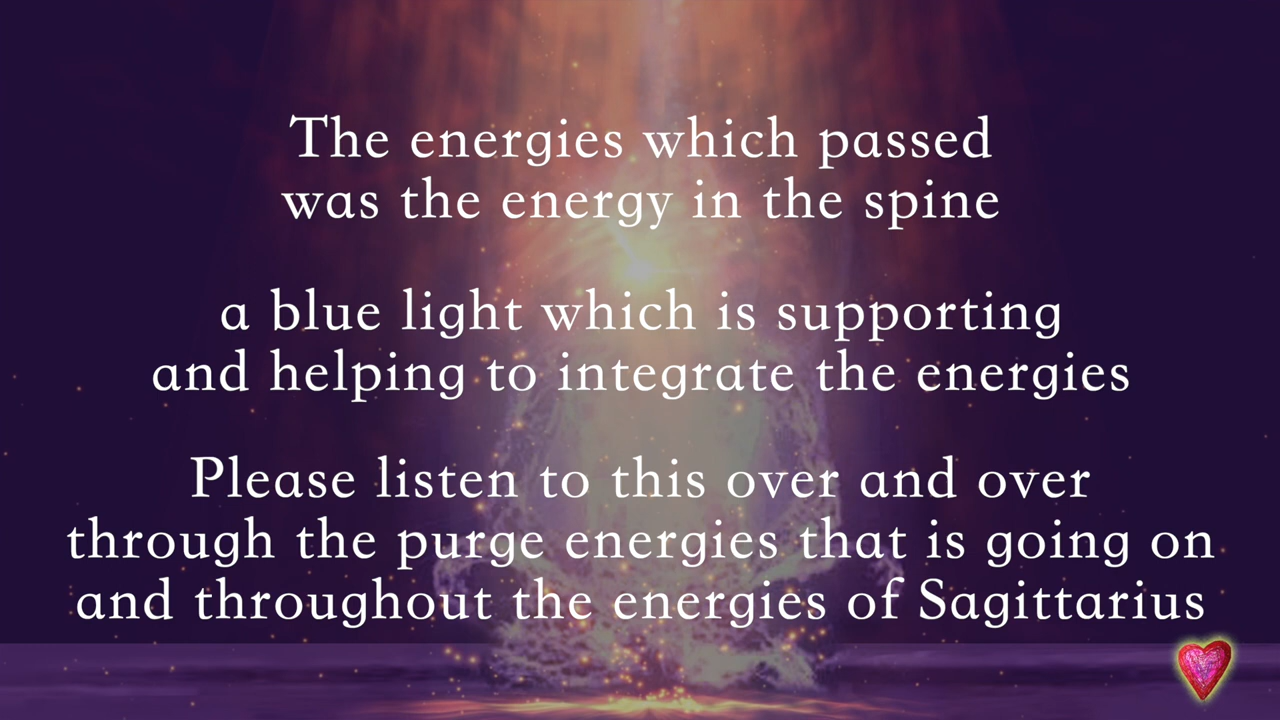 The energies which passed
was the energy in the spine
a blue light which is supporting
and helping to integrate the energies
Please listen to this over and over
through the purge energies that is going on
and throughout the energies of Sagittarius